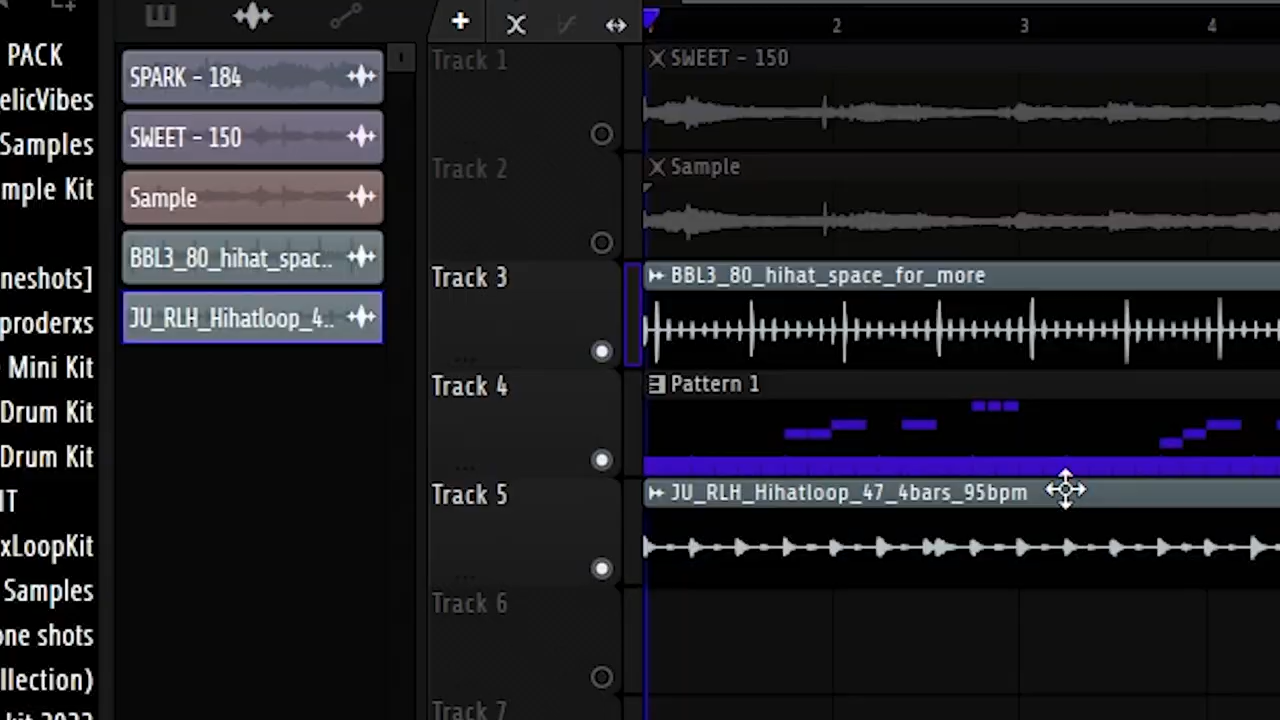 PACK
elicVibes
Samples
mple Kit
neshots]
proderxs
Mini Kit
Drum Kit
Drum Kit
IT
xLoopKit
Samples
one shots
llection)
SPARK - 184
SWEET - 150
Sample
BBL3_80_hihat_spac..
JU_RLH_Hihatloop_4..
2 3 4
Track 1
SWEET - 150
Track 2
Sample
Track 3
BBL3_80_hihat_space_for_more
Track 4
Pattern 1
Track 5
JU_RLH_Hihatloop_47_4bars_95bpm
Track 6
Track 7